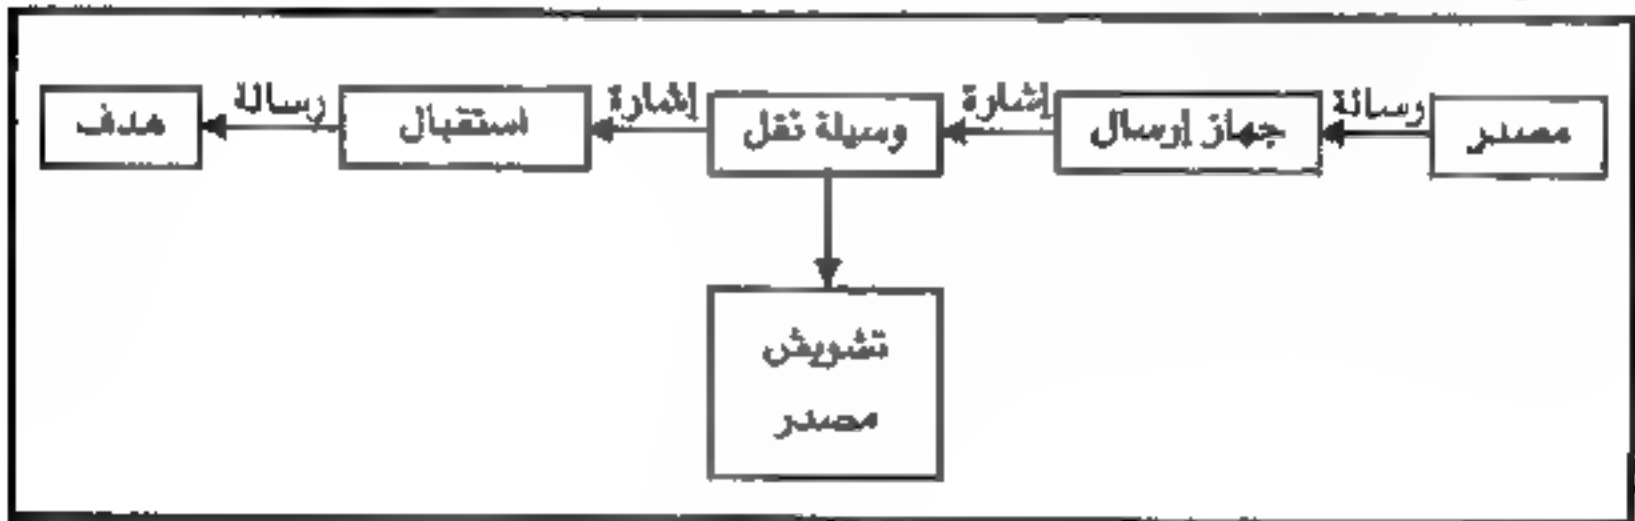 مصدر
رسالة
جهاز إرسال
إشارة
وسيلة نقل
إشارة
استقبال
رسالة
هدف
تشويش
مصدر